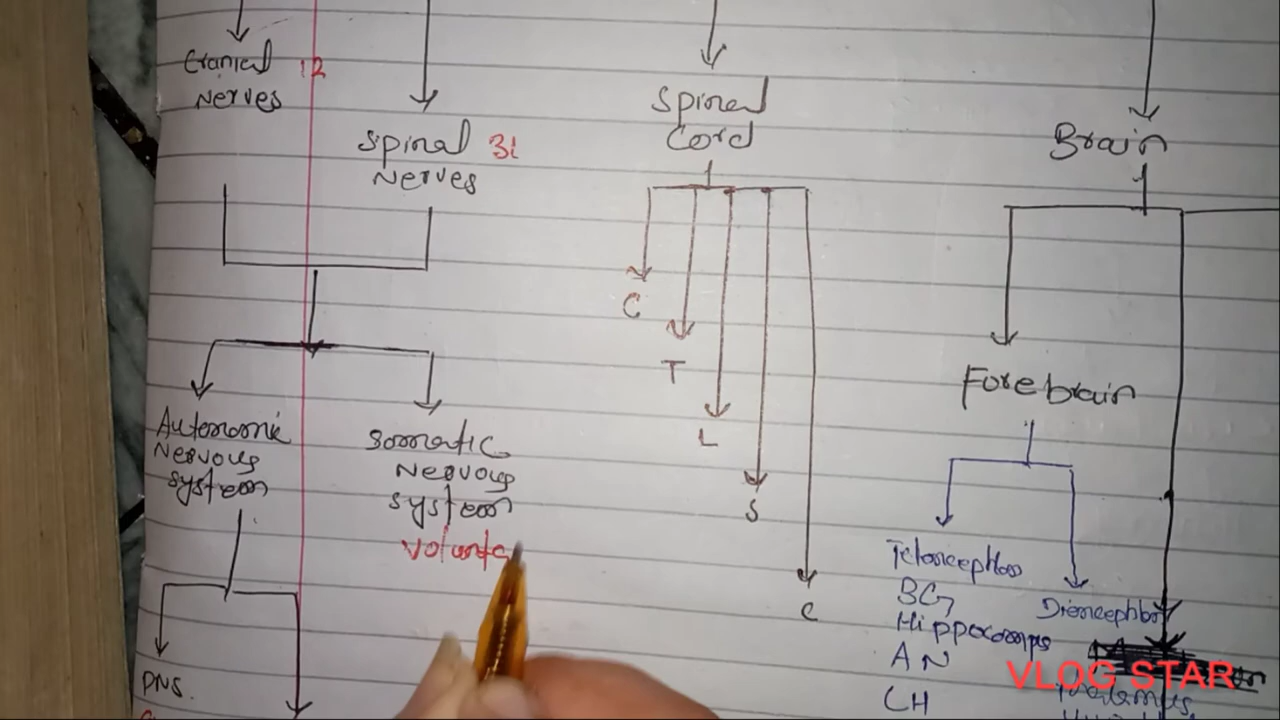 Cranial 12
Nerves
Spinal 31
Nerves
Spinal
Cord
Brain
C
T
L
S
C
Forebrain
Autonomic
Nervous
system
Somatic
Nervous
system
volunta
Telencephlon
BG
Hippocomps
AN
CH
Diencephlon
PNS.
VLOG STAR